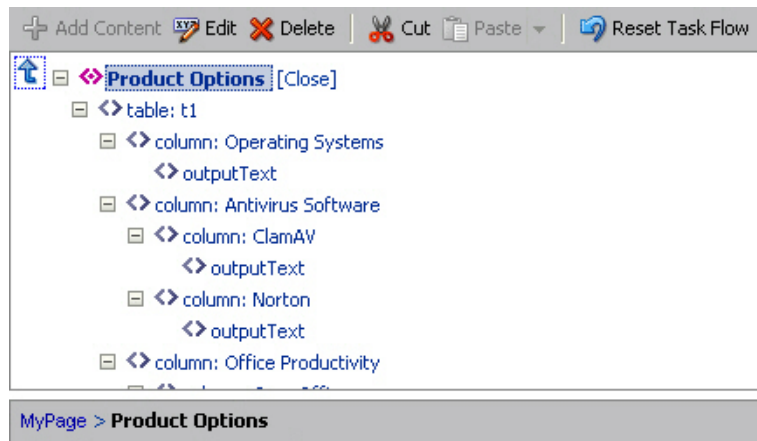 Add Content Edit Delete Cut Paste Reset Task Flow
Product Options [Close]
table: t1
column: Operating Systems
outputText
column: Antivirus Software
column: ClamAV
outputText
column: Norton
outputText
column: Office Productivity
MyPage > Product Options